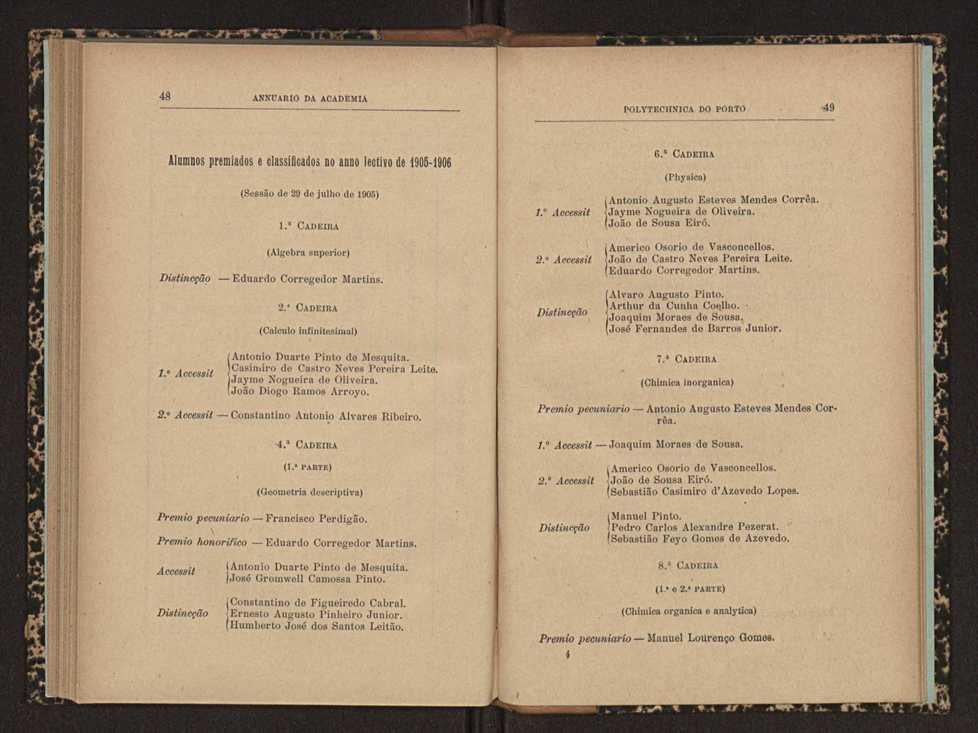 48 ANNUARIO DA ACADEMIA
Alumnos premiados e classificados no anno lectivo de 1905-1906
(Sessão de 29 de julho de 1905)
1.ª CADEIRA
(Algebra superior)
Distincção — Eduardo Corregedor Martins.
2.ª CADEIRA
(Calculo infinitesimal)
1.º Accessit
Antonio Duarte Pinto de Mesquita.
Casimiro de Castro Neves Pereira Leite.
Jayme Nogueira de Oliveira.
João Diogo Ramos Arroyo.
2.º Accessit — Constantino Antonio Alvares Ribeiro.
4.ª CADEIRA
(1.ª PARTE)
(Geometria descriptiva)
Premio pecuniario — Francisco Perdigão.
Premio honorifico — Eduardo Corregedor Martins.
Accessit
Antonio Duarte Pinto de Mesquita.
José Gromwell Camossa Pinto.
Distincção
Constantino de Figueiredo Cabral.
Ernesto Augusto Pinheiro Junior.
Humberto José dos Santos Leitão.
POLYTECHNICA DO PORTO 49
6.ª CADEIRA
(Physica)
1.º Accessit
Antonio Augusto Esteves Mendes Corrêa.
Jayme Nogueira de Oliveira.
João de Sousa Eiró.
2.º Accessit
Americo Osorio de Vasconcellos.
João de Castro Neves Pereira Leite.
Eduardo Corregedor Martins.
Distincção
Alvaro Augusto Pinto.
Arthur da Cunha Coelho.
Joaquim Moraes de Sousa.
José Fernandes de Barros Junior.
7.ª CADEIRA
(Chimica inorganica)
Premio pecuniario — Antonio Augusto Esteves Mendes Cor-
rêa.
1.º Accessit — Joaquim Moraes de Sousa.
2.º Accessit
Americo Osorio de Vasconcellos.
João de Sousa Eiró.
Sebastião Casimiro d'Azevedo Lopes.
Distincção
Manuel Pinto.
Pedro Carlos Alexandre Pezerat.
Sebastião Feyo Gomes de Azevedo.
8.ª CADEIRA
(1.ª e 2.ª PARTE)
(Chimica organica e analytica)
Premio pecuniario — Manuel Lourenço Gomes.
4